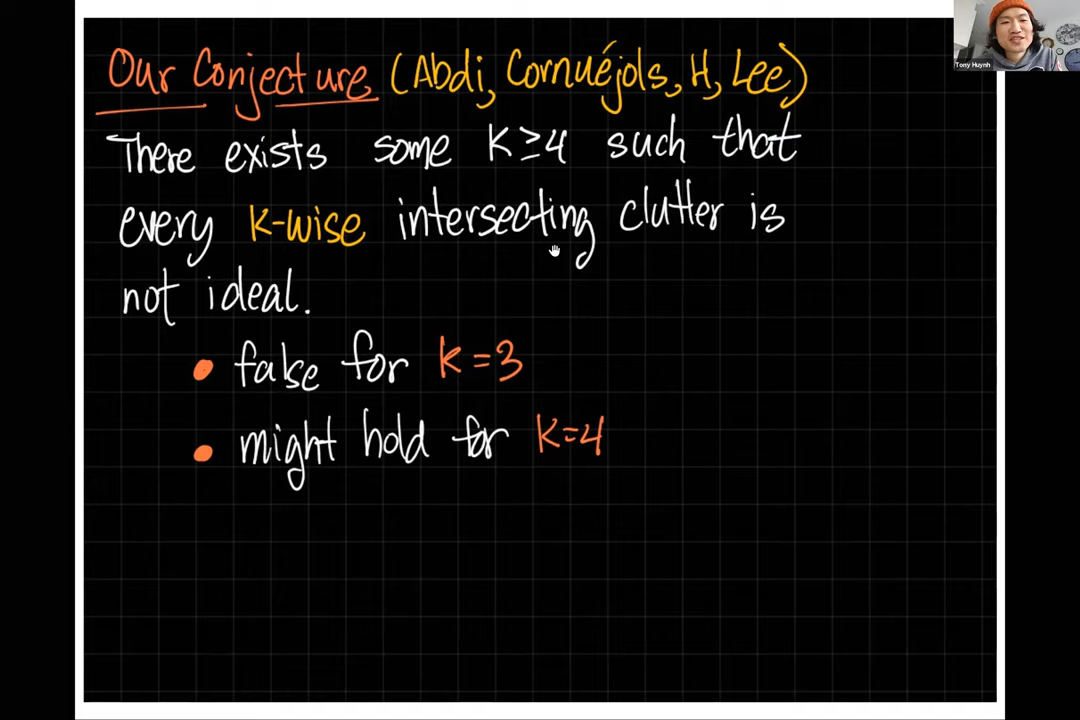 Our Conjecture (Abdi, Cornuéjols, H, Lee)
There exists some K≥4 such that
every K-wise intersecting clutter is
not ideal.
• false for K=3
• might hold for K=4
Tony Huynh